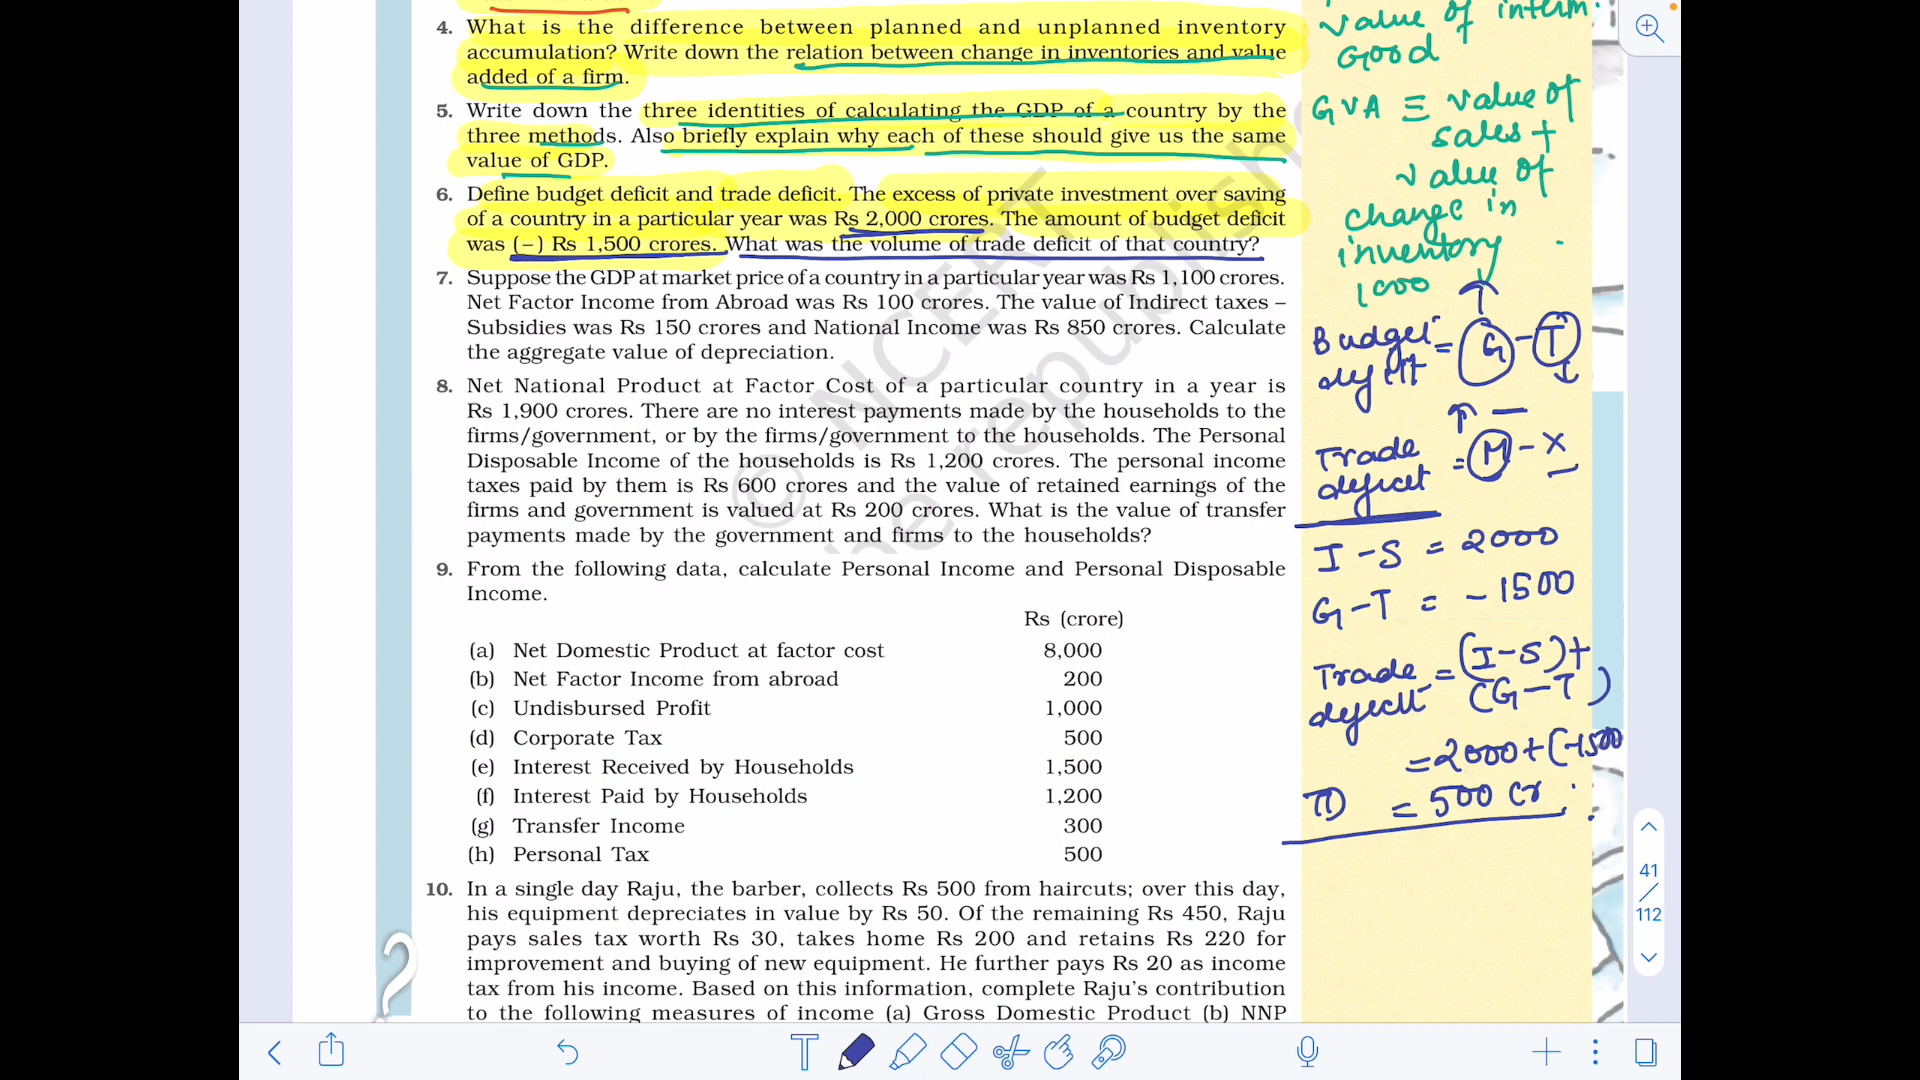 4. What is the difference between planned and unplanned inventory
accumulation? Write down the relation between change in inventories and value
added of a firm.
5. Write down the three identities of calculating the GDP of a country by the
three methods. Also briefly explain why each of these should give us the same
value of GDP.
6. Define budget deficit and trade deficit. The excess of private investment over saving
of a country in a particular year was Rs 2,000 crores. The amount of budget deficit
was (–) Rs 1,500 crores. What was the volume of trade deficit of that country?
7. Suppose the GDP at market price of a country in a particular year was Rs 1,100 crores.
Net Factor Income from Abroad was Rs 100 crores. The value of Indirect taxes –
Subsidies was Rs 150 crores and National Income was Rs 850 crores. Calculate
the aggregate value of depreciation.
8. Net National Product at Factor Cost of a particular country in a year is
Rs 1,900 crores. There are no interest payments made by the households to the
firms/government, or by the firms/government to the households. The Personal
Disposable Income of the households is Rs 1,200 crores. The personal income
taxes paid by them is Rs 600 crores and the value of retained earnings of the
firms and government is valued at Rs 200 crores. What is the value of transfer
payments made by the government and firms to the households?
9. From the following data, calculate Personal Income and Personal Disposable
Income.
Rs (crore)
(a) Net Domestic Product at factor cost 8,000
(b) Net Factor Income from abroad 200
(c) Undisbursed Profit 1,000
(d) Corporate Tax 500
(e) Interest Received by Households 1,500
(f) Interest Paid by Households 1,200
(g) Transfer Income 300
(h) Personal Tax 500
10. In a single day Raju, the barber, collects Rs 500 from haircuts; over this day,
his equipment depreciates in value by Rs 50. Of the remaining Rs 450, Raju
pays sales tax worth Rs 30, takes home Rs 200 and retains Rs 220 for
improvement and buying of new equipment. He further pays Rs 20 as income
tax from his income. Based on this information, complete Raju's contribution
to the following measures of income (a) Gross Domestic Product (b) NNP
value of interm.
Good
GVA ≡ value of
sales +
value of
change in
inventory
1000
Budget deficit = G - T
Trade deficit = M - X
I - S = 2000
G - T = - 1500
Trade deficit = (I - S) +
(G - T)
= 2000 + (-1500
TD = 500 cr.
© NCERT
be republished
?
41
/
112
T